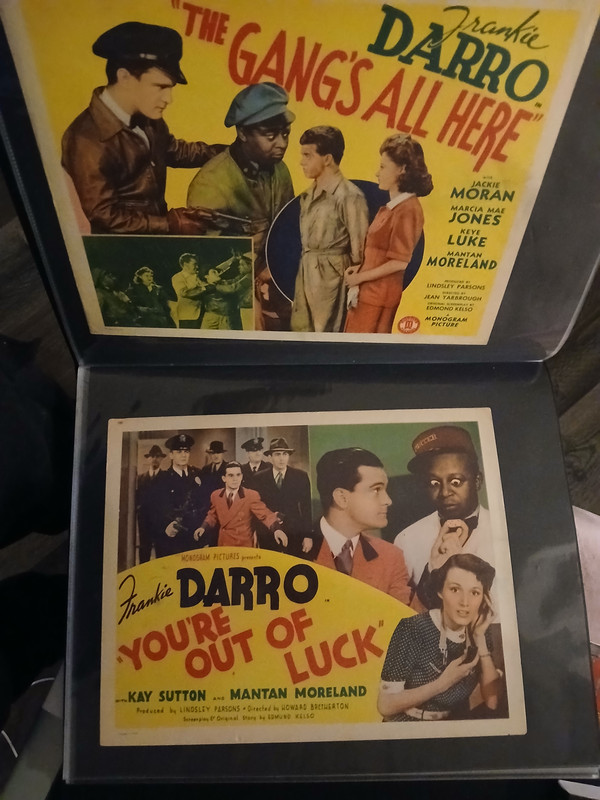 Frankie
DARRO
"THE
GANG'S ALL HERE"
WITH
JACKIE
MORAN
MARCIA MAE
JONES
KEYE
LUKE
MANTAN
MORELAND
PRODUCED BY
LINDSLEY PARSONS
DIRECTED BY
JEAN YARBROUGH
ORIGINAL SCREENPLAY BY
EDMOND KELSO
A MONOGRAM
PICTURE
MONOGRAM PICTURES presents
Frankie DARRO
IN
"YOU'RE
OUT OF
LUCK"
WITH KAY SUTTON AND MANTAN MORELAND
Produced by LINDSLEY PARSONS • Directed by HOWARD BRETHERTON
Screenplay & Original Story by EDMUND KELSO